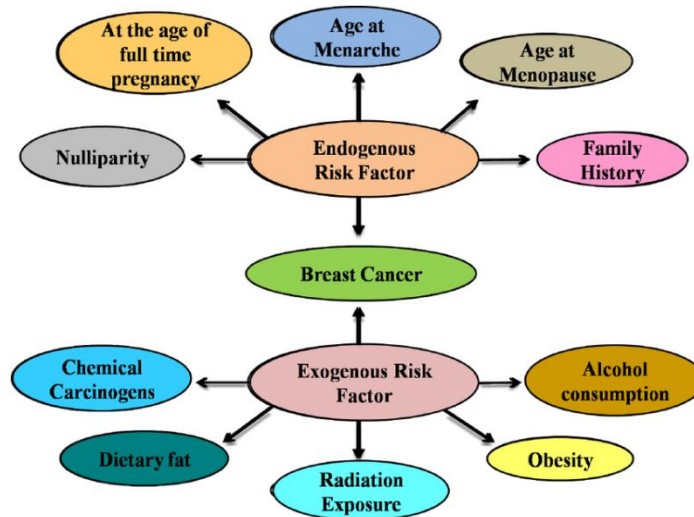 At the age of
full time
pregnancy
Age at
Menarche
Age at
Menopause
Nulliparity
Endogenous
Risk Factor
Family
History
Breast Cancer
Chemical
Carcinogens
Exogenous Risk
Factor
Alcohol
consumption
Dietary fat
Radiation
Exposure
Obesity